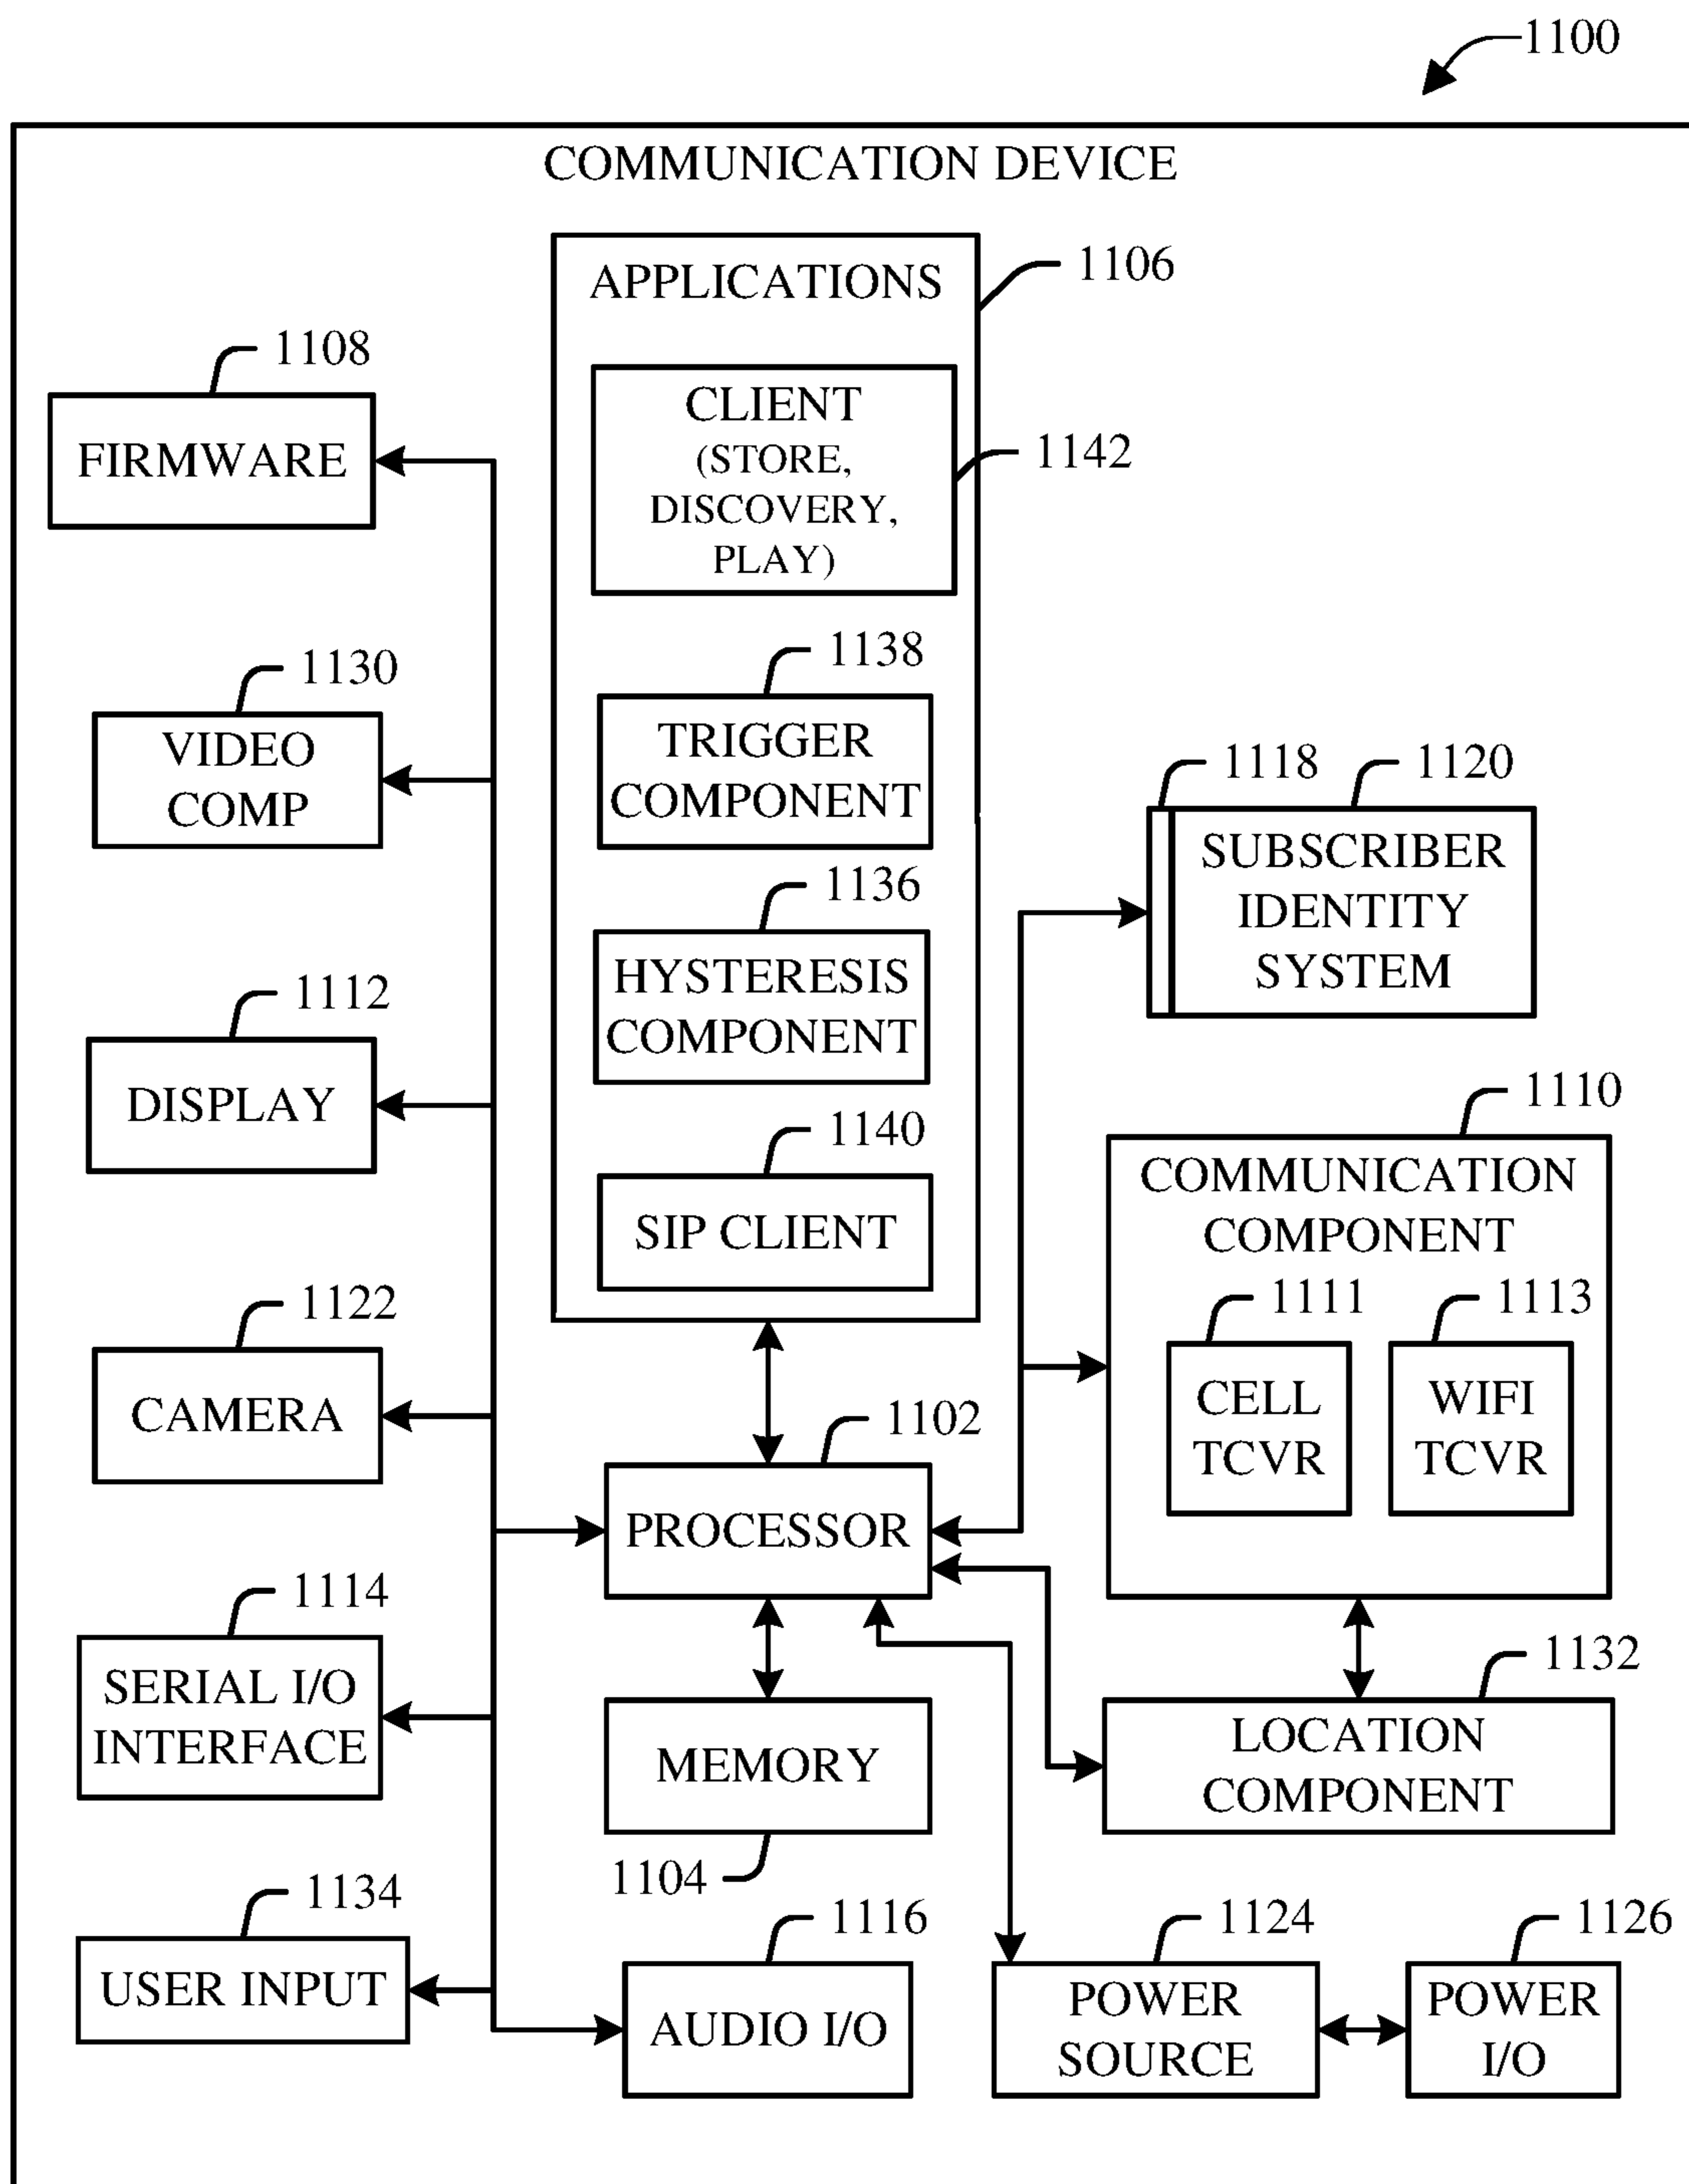 1100
COMMUNICATION DEVICE
APPLICATIONS
1106
CLIENT
(STORE,
DISCOVERY,
PLAY)
1142
1108
FIRMWARE
1138
TRIGGER
COMPONENT
1130
VIDEO
COMP
1118
1120
SUBSCRIBER
IDENTITY
SYSTEM
1136
HYSTERESIS
COMPONENT
1112
DISPLAY
1140
SIP CLIENT
1110
COMMUNICATION
COMPONENT
1111
CELL
TCVR
1113
WIFI
TCVR
1122
CAMERA
1102
PROCESSOR
1114
SERIAL I/O
INTERFACE
MEMORY
1104
1132
LOCATION
COMPONENT
1134
USER INPUT
1116
AUDIO I/O
1124
POWER
SOURCE
1126
POWER
I/O